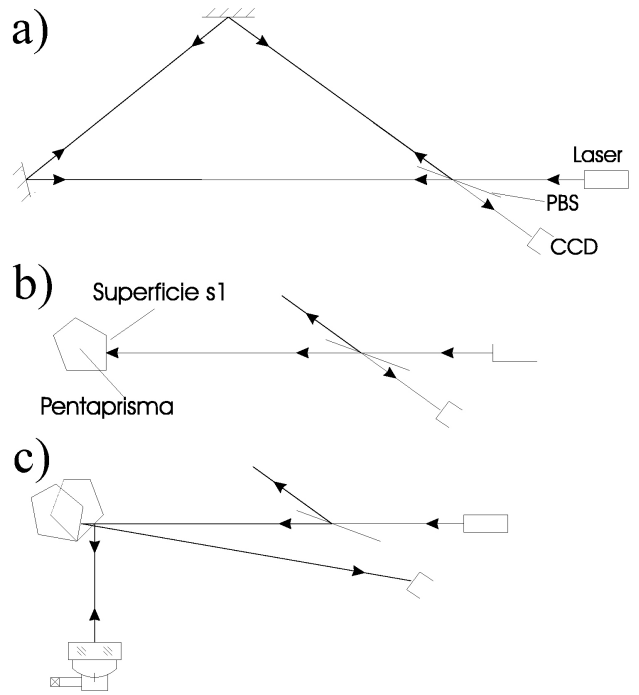 a)
Laser
PBS
CCD
b)
Superficie s1
Pentaprisma
c)